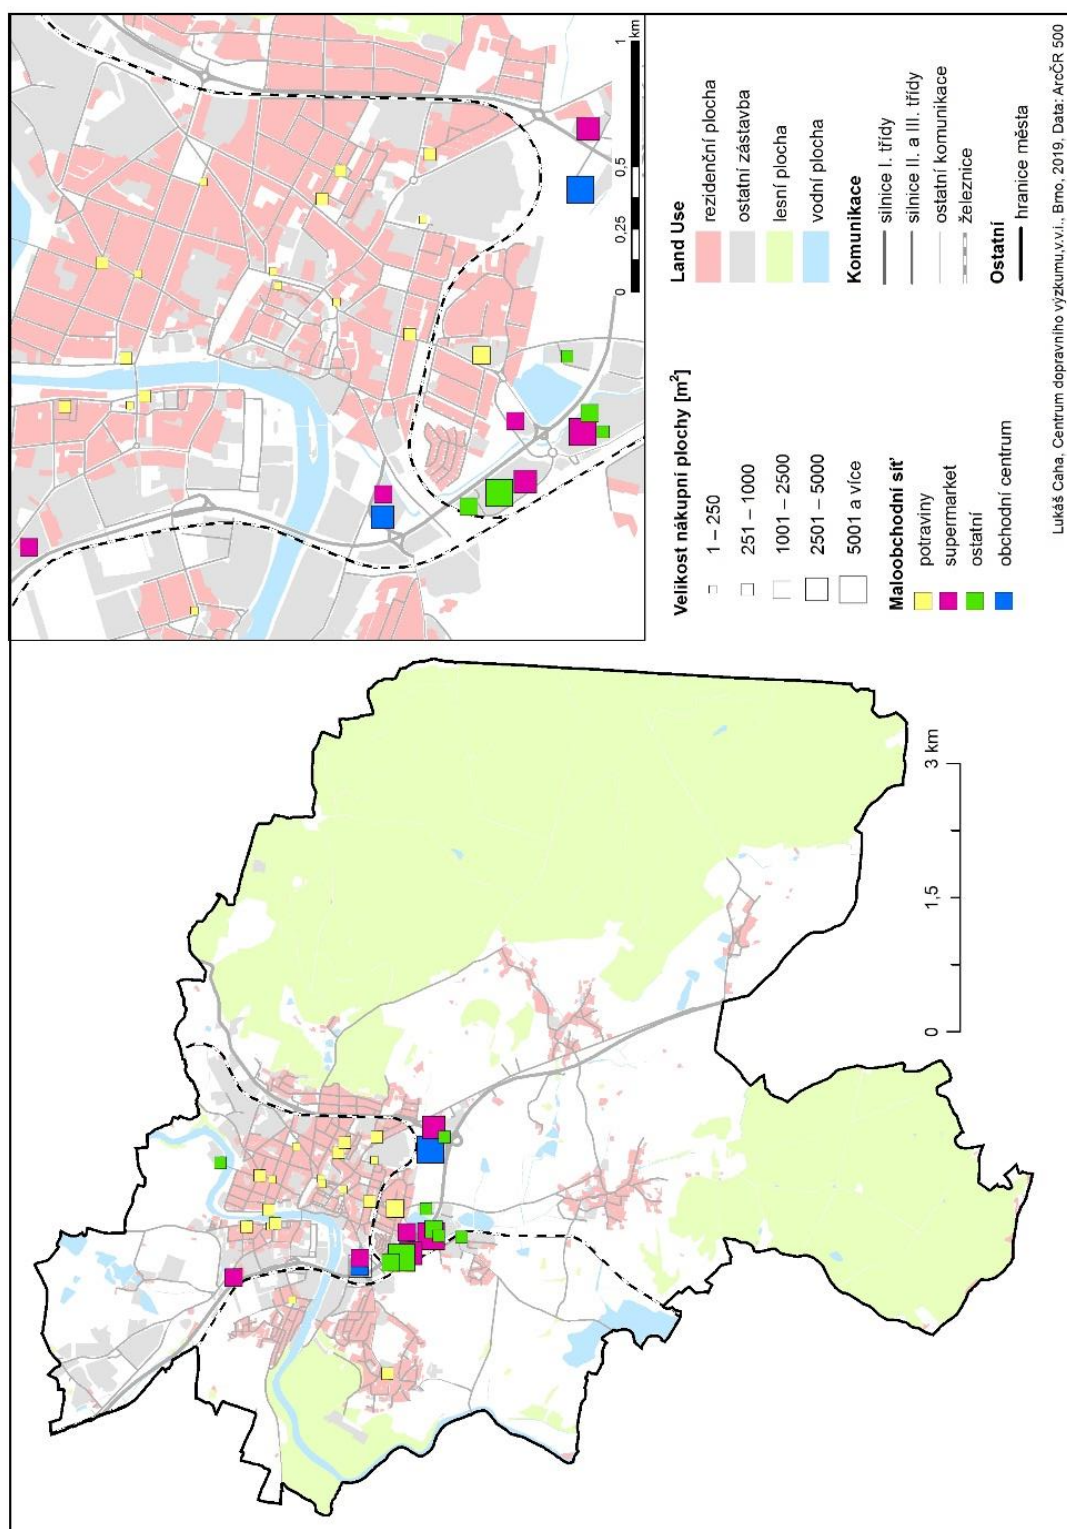 0
0,25
0,5
1
km
0
1,5
3 km
Velikost nákupní plochy [m²]
1 – 250
251 – 1000
1001 – 2500
2501 – 5000
5001 a více
Maloobchodní síť
potraviny
supermarket
ostatní
obchodní centrum
Land Use
rezidenční plocha
ostatní zástavba
lesní plocha
vodní plocha
Komunikace
silnice I. třídy
silnice II. a III. třídy
ostatní komunikace
železnice
Ostatní
hranice města
Lukáš Caha, Centrum dopravního výzkumu,v.v.i., Brno, 2019, Data: ArcČR 500